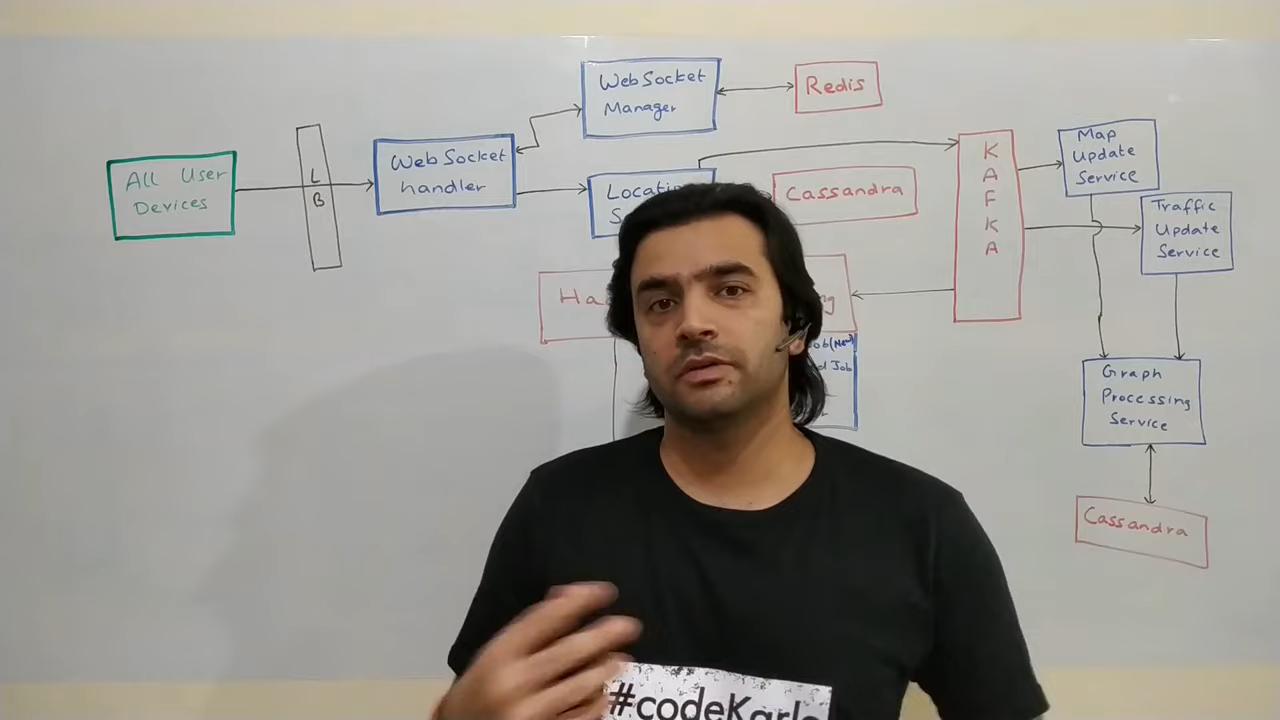 WebSocket
Manager
Redis
All User
Devices
L
B
WebSocket
handler
Cassandra
K
A
F
K
A
Map
Update
Service
Traffic
Update
Service
Graph
Processing
Service
Cassandra
Job
#codeKarle